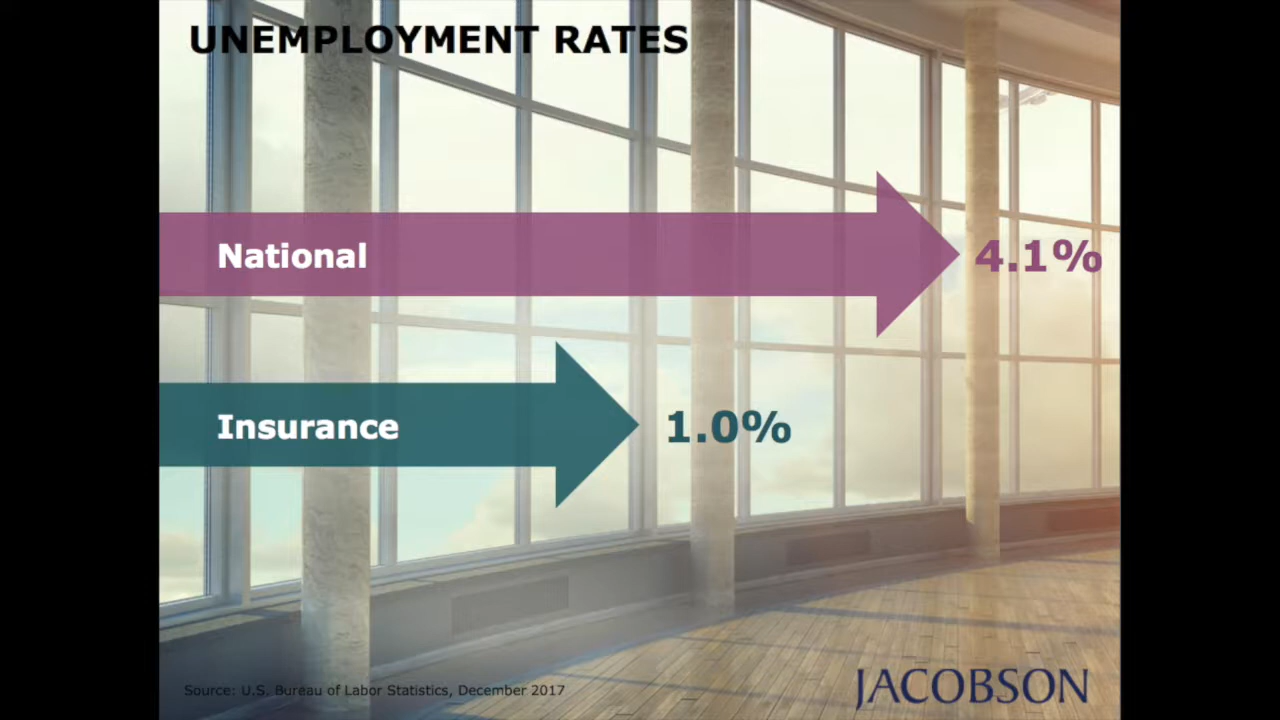 UNEMPLOYMENT RATES
National
4.1%
Insurance
1.0%
Source: U.S. Bureau of Labor Statistics, December 2017
JACOBSON